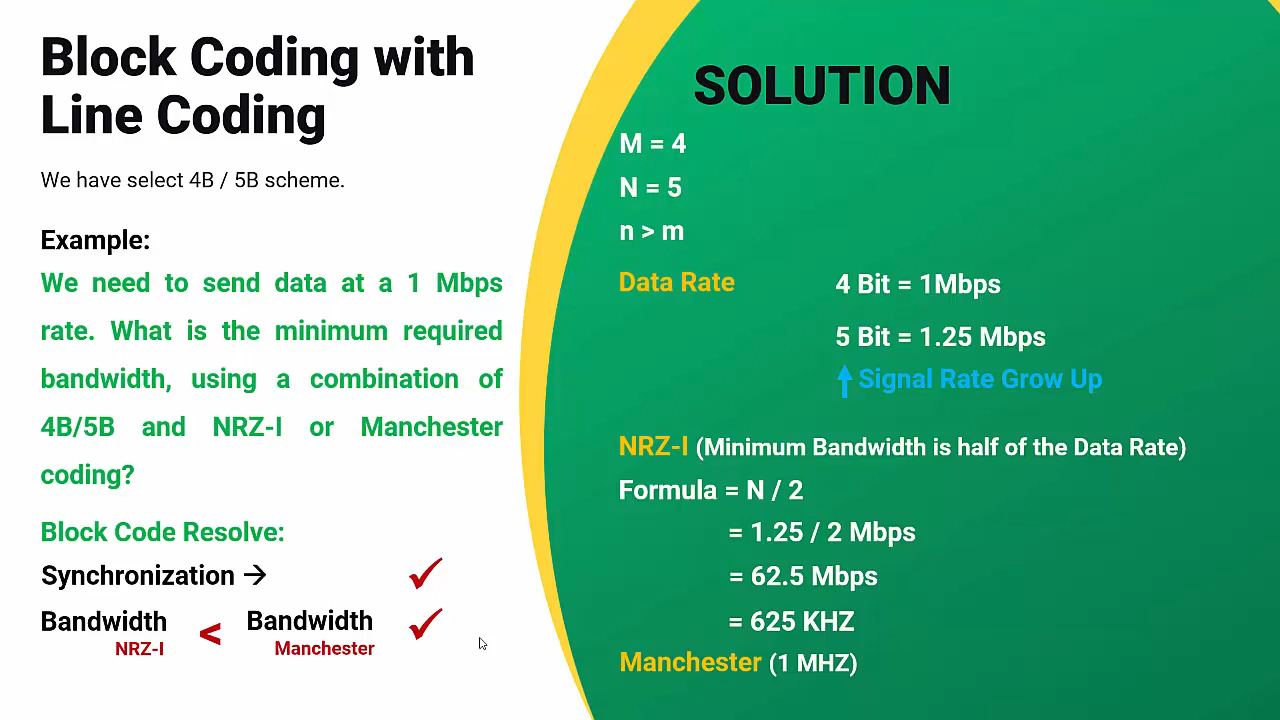 Block Coding with
Line Coding
We have select 4B / 5B scheme.
Example:
We need to send data at a 1 Mbps
rate. What is the minimum required
bandwidth, using a combination of
4B/5B and NRZ-I or Manchester
coding?
Block Code Resolve:
Synchronization →
Bandwidth < Bandwidth
NRZ-I Manchester
SOLUTION
M = 4
N = 5
n > m
Data Rate 4 Bit = 1Mbps
5 Bit = 1.25 Mbps
Signal Rate Grow Up
NRZ-I (Minimum Bandwidth is half of the Data Rate)
Formula = N / 2
= 1.25 / 2 Mbps
= 62.5 Mbps
= 625 KHZ
Manchester (1 MHZ)